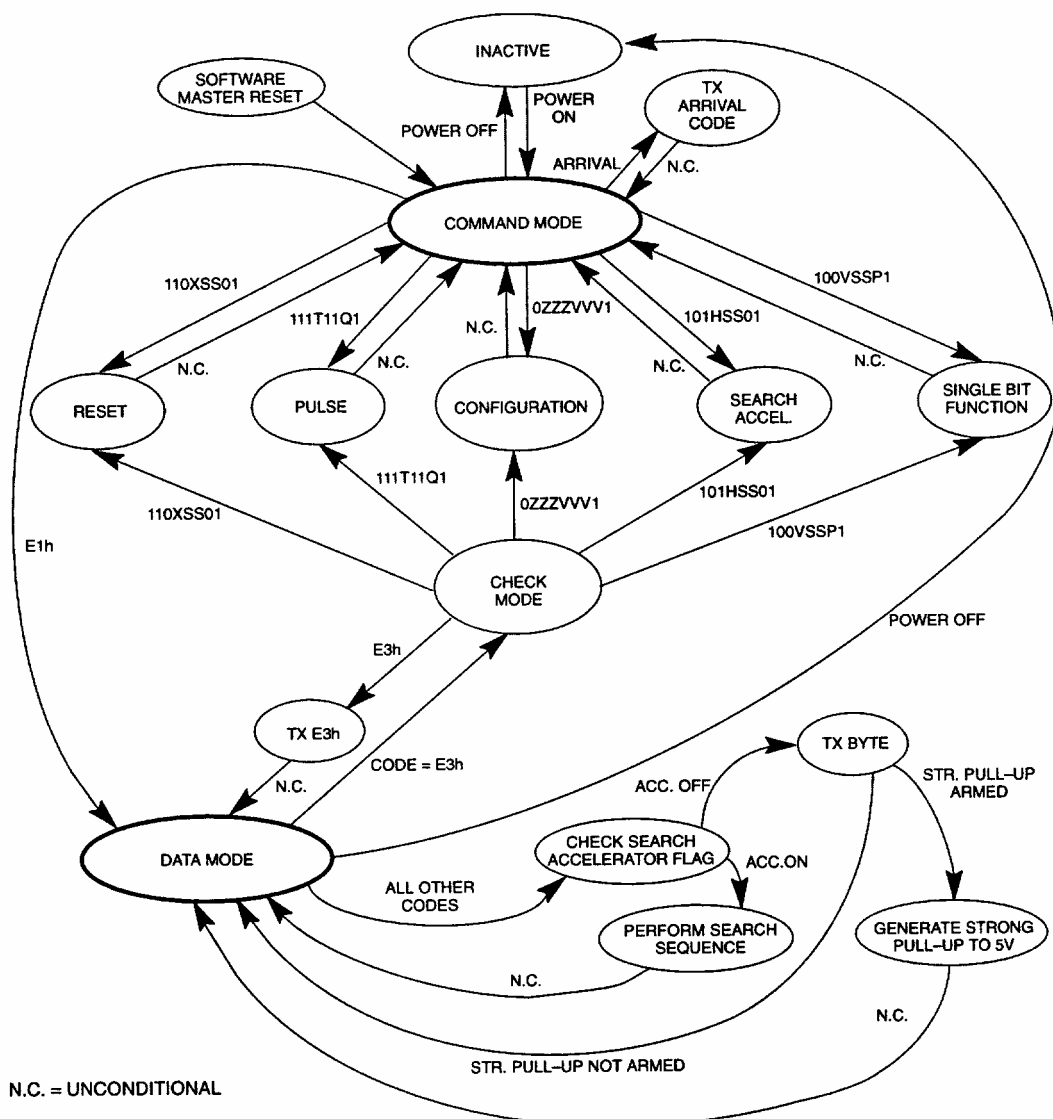 INACTIVE
SOFTWARE
MASTER RESET
TX
ARRIVAL
CODE
POWER
ON
POWER OFF
ARRIVAL
N.C.
COMMAND MODE
110XSS01
111T11Q1
N.C.
0ZZZVVV1
101HSS01
100VSSP1
N.C.
N.C.
N.C.
N.C.
RESET
PULSE
CONFIGURATION
SEARCH
ACCEL.
SINGLE BIT
FUNCTION
111T11Q1
101HSS01
110XSS01
0ZZZVVV1
100VSSP1
E1h
CHECK
MODE
POWER OFF
E3h
TX E3h
TX BYTE
CODE = E3h
N.C.
ACC. OFF
STR. PULL–UP
ARMED
DATA MODE
CHECK SEARCH
ACCELERATOR FLAG
ACC.ON
ALL OTHER
CODES
PERFORM SEARCH
SEQUENCE
GENERATE STRONG
PULL–UP TO 5V
N.C.
N.C.
STR. PULL–UP NOT ARMED
N.C. = UNCONDITIONAL